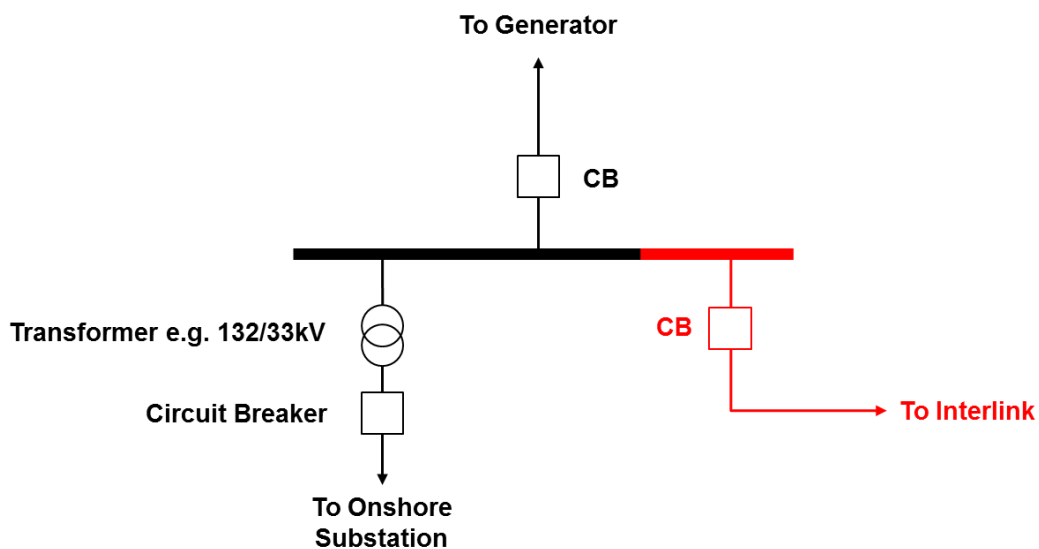 To Generator
CB
Transformer e.g. 132/33kV
CB
Circuit Breaker
To Interlink
To Onshore
Substation